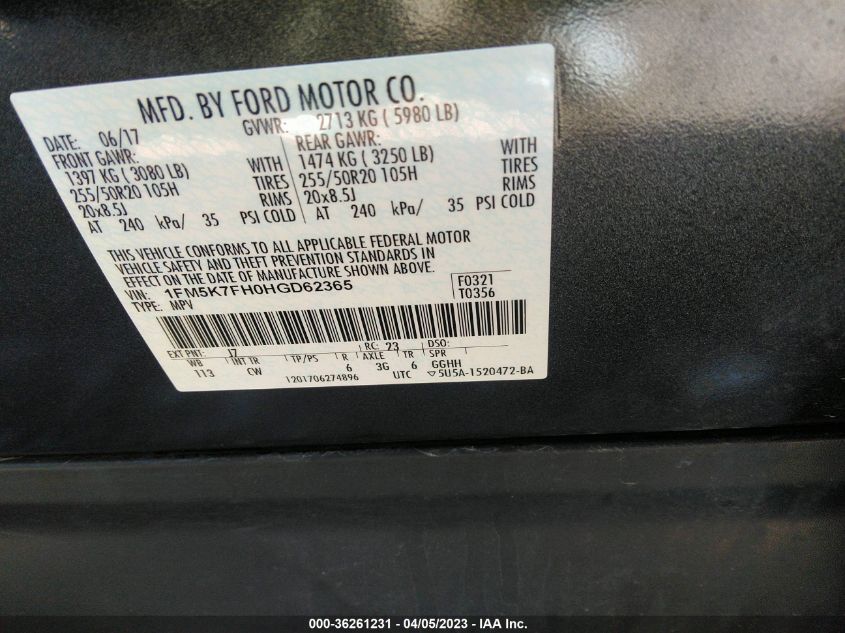 MFD. BY FORD MOTOR CO.
DATE: 06/17 GVWR: 2713 KG ( 5980 LB)
FRONT GAWR: REAR GAWR:
1397 KG ( 3080 LB) WITH 1474 KG ( 3250 LB) WITH
255/50R20 105H TIRES 255/50R20 105H TIRES
20x8.5J RIMS 20x8.5J RIMS
AT 240 kPa/ 35 PSI COLD AT 240 kPa/ 35 PSI COLD
THIS VEHICLE CONFORMS TO ALL APPLICABLE FEDERAL MOTOR
VEHICLE SAFETY AND THEFT PREVENTION STANDARDS IN
EFFECT ON THE DATE OF MANUFACTURE SHOWN ABOVE.
VIN: 1FM5K7FH0HGD62365 F0321
TYPE: MPV T0356
EXT PNT: J7 RC: 23 DSO:
WB INT TR TP/PS R AXLE TR SPR
113 CW 6 3G 6 GGHH
1201706274896 UTC ▽5U5A-1520472-BA
000-36261231 - 04/05/2023 - IAA Inc.